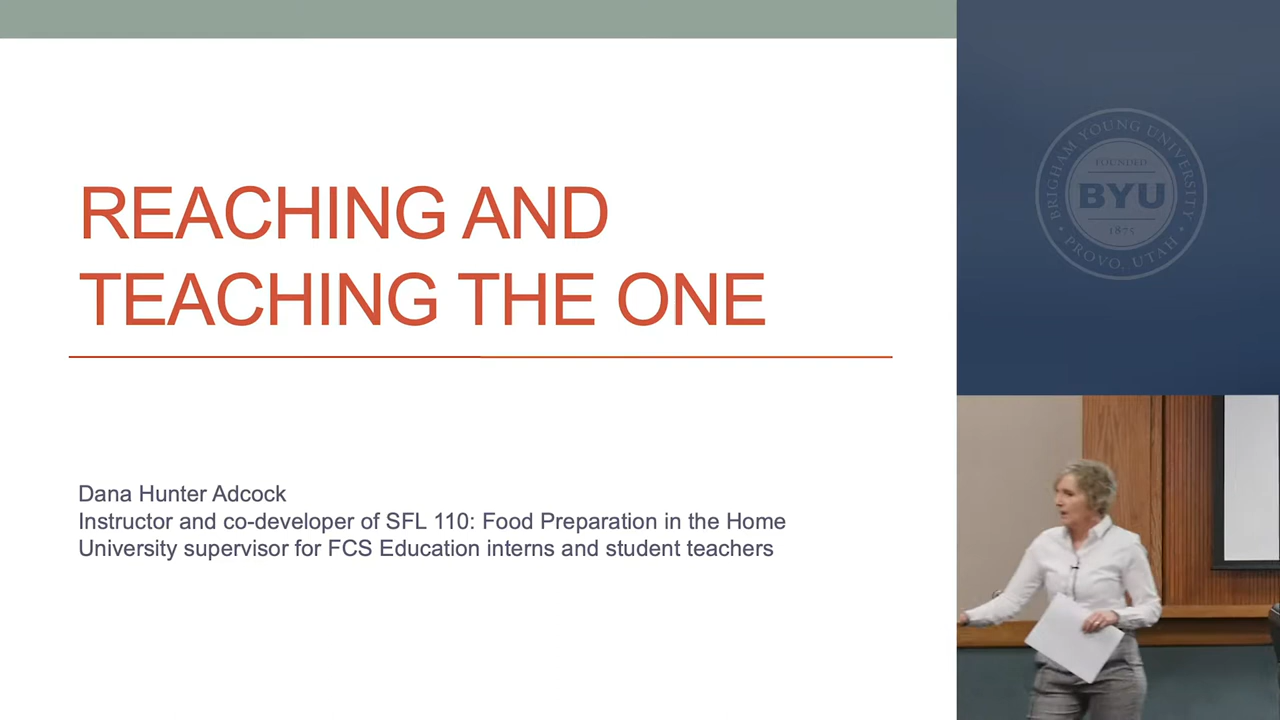 REACHING AND
TEACHING THE ONE
Dana Hunter Adcock
Instructor and co-developer of SFL 110: Food Preparation in the Home
University supervisor for FCS Education interns and student teachers
BRIGHAM YOUNG UNIVERSITY
FOUNDED
BYU
1875
PROVO, UTAH